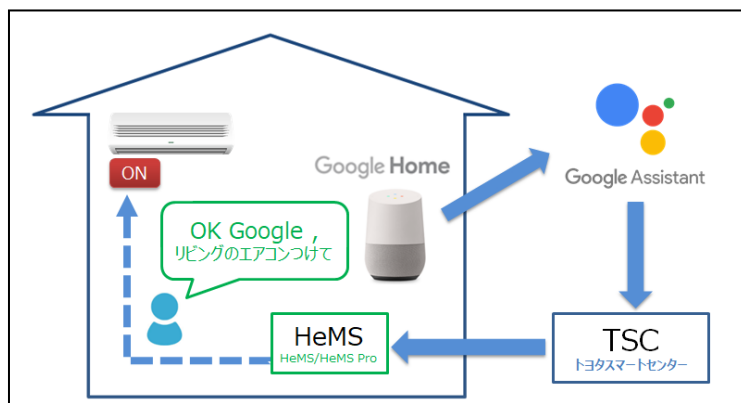 ON
Google Home
Google Assistant
OK Google ,
リビングのエアコンつけて
HeMS
HeMS/HeMS Pro
TSC
トヨタスマートセンター